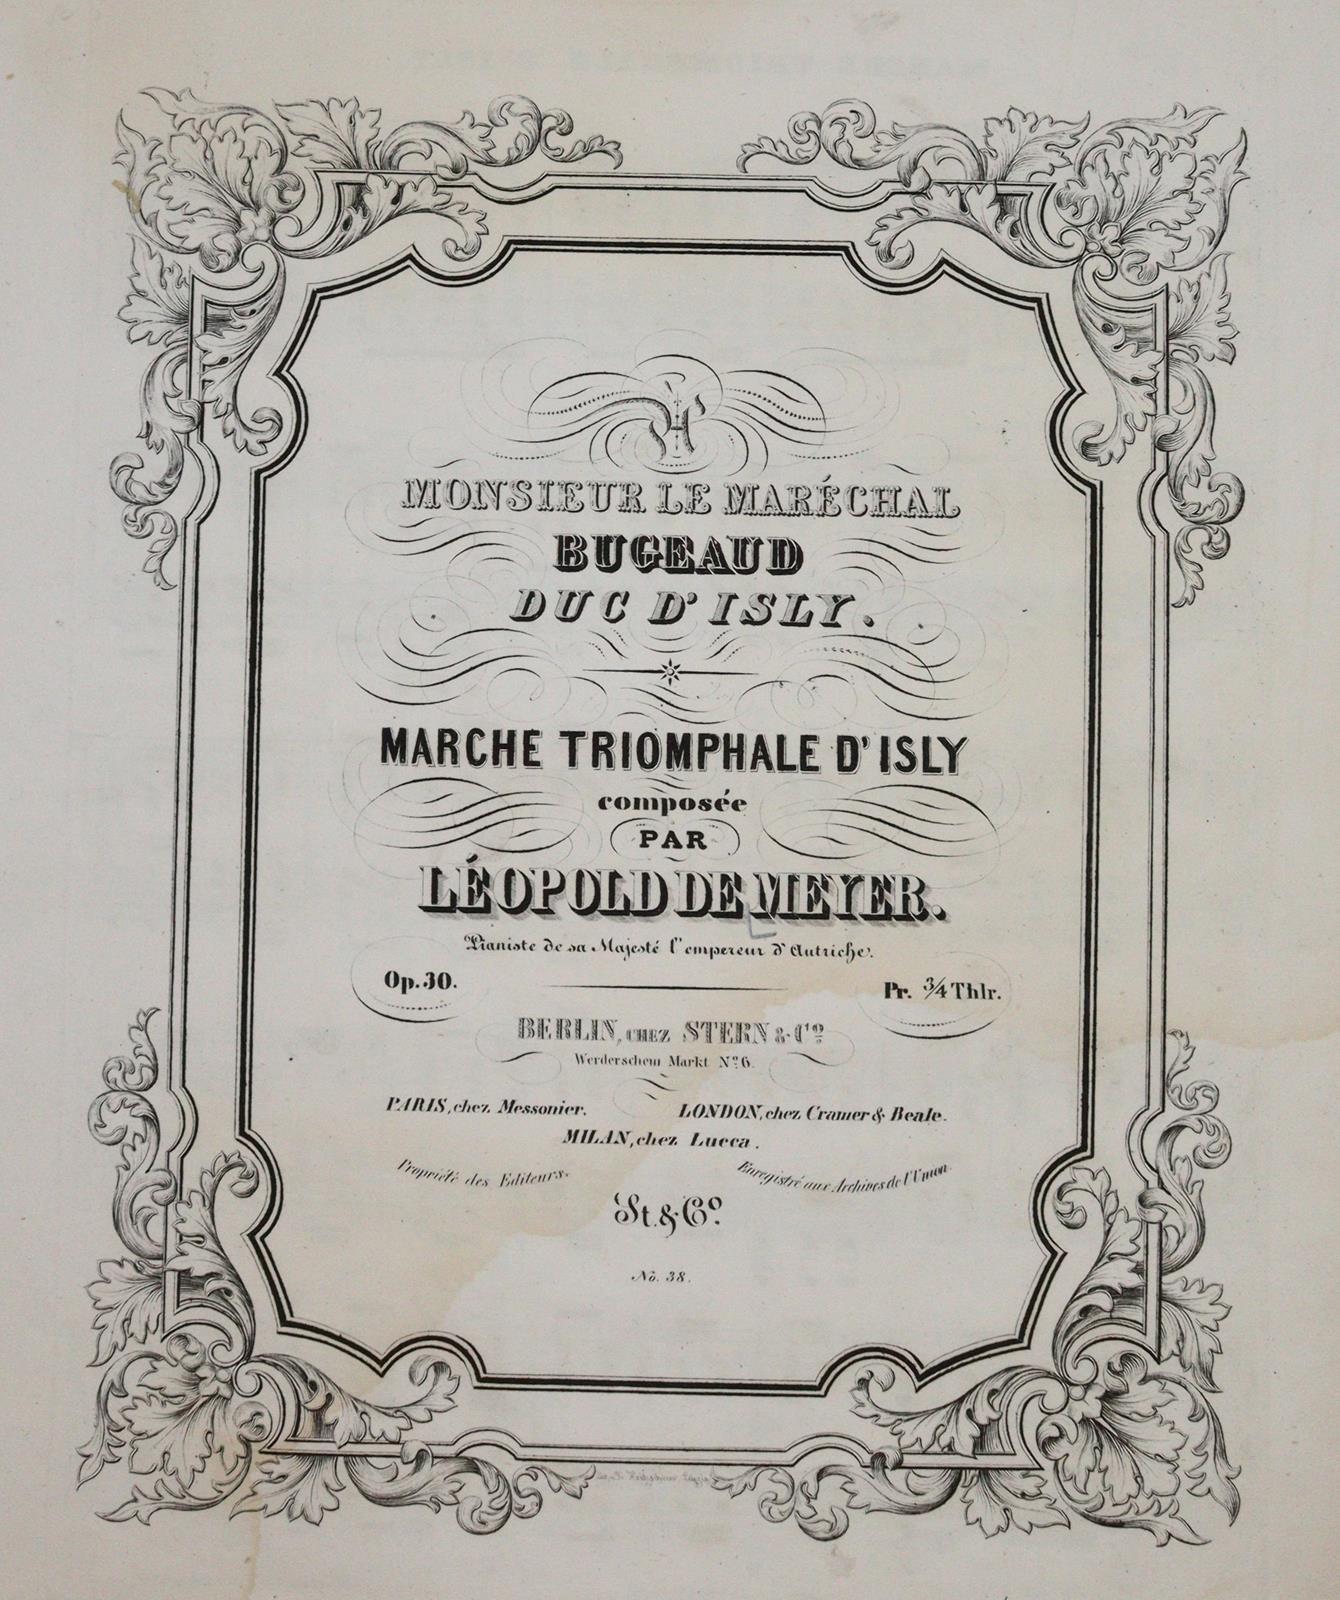 À
MONSIEUR LE MARÉCHAL
BUGEAUD
DUC D'ISLY.
MARCHE TRIOMPHALE D'ISLY
composée
PAR
LÉOPOLD DE MEYER.
Pianiste de sa Majesté l'empereur d'Autriche.
Op. 30.
Pr. 3/4 Thlr.
BERLIN, CHEZ STERN & Cº
Werderschem Markt Nº 6.
PARIS, chez Messonier.
LONDON, chez Cramer & Beale.
MILAN, chez Lucca.
Propriété des Editeurs.
Enregistré aux Archives de l'Union.
St. & Cº.
Nò. 38.